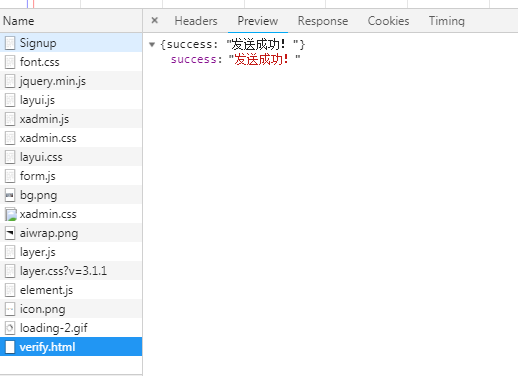 Name
× Headers Preview Response Cookies Timing
Signup
font.css
jquery.min.js
layui.js
xadmin.js
xadmin.css
layui.css
form.js
bg.png
xadmin.css
aiwrap.png
layer.js
layer.css?v=3.1.1
element.js
icon.png
loading-2.gif
verify.html
▼ {success: "发送成功！"}
success: "发送成功！"